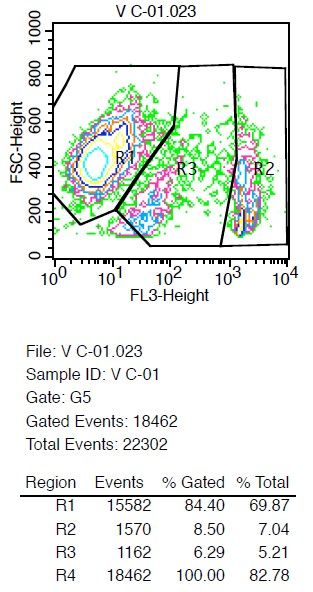 V C-01.023
1000
800
600
400
200
0
FSC-Height
R1
R3
R2
10^0 10^1 10^2 10^3 10^4
FL3-Height
File: V C-01.023
Sample ID: V C-01
Gate: G5
Gated Events: 18462
Total Events: 22302
Region Events % Gated % Total
R1 15582 84.40 69.87
R2 1570 8.50 7.04
R3 1162 6.29 5.21
R4 18462 100.00 82.78